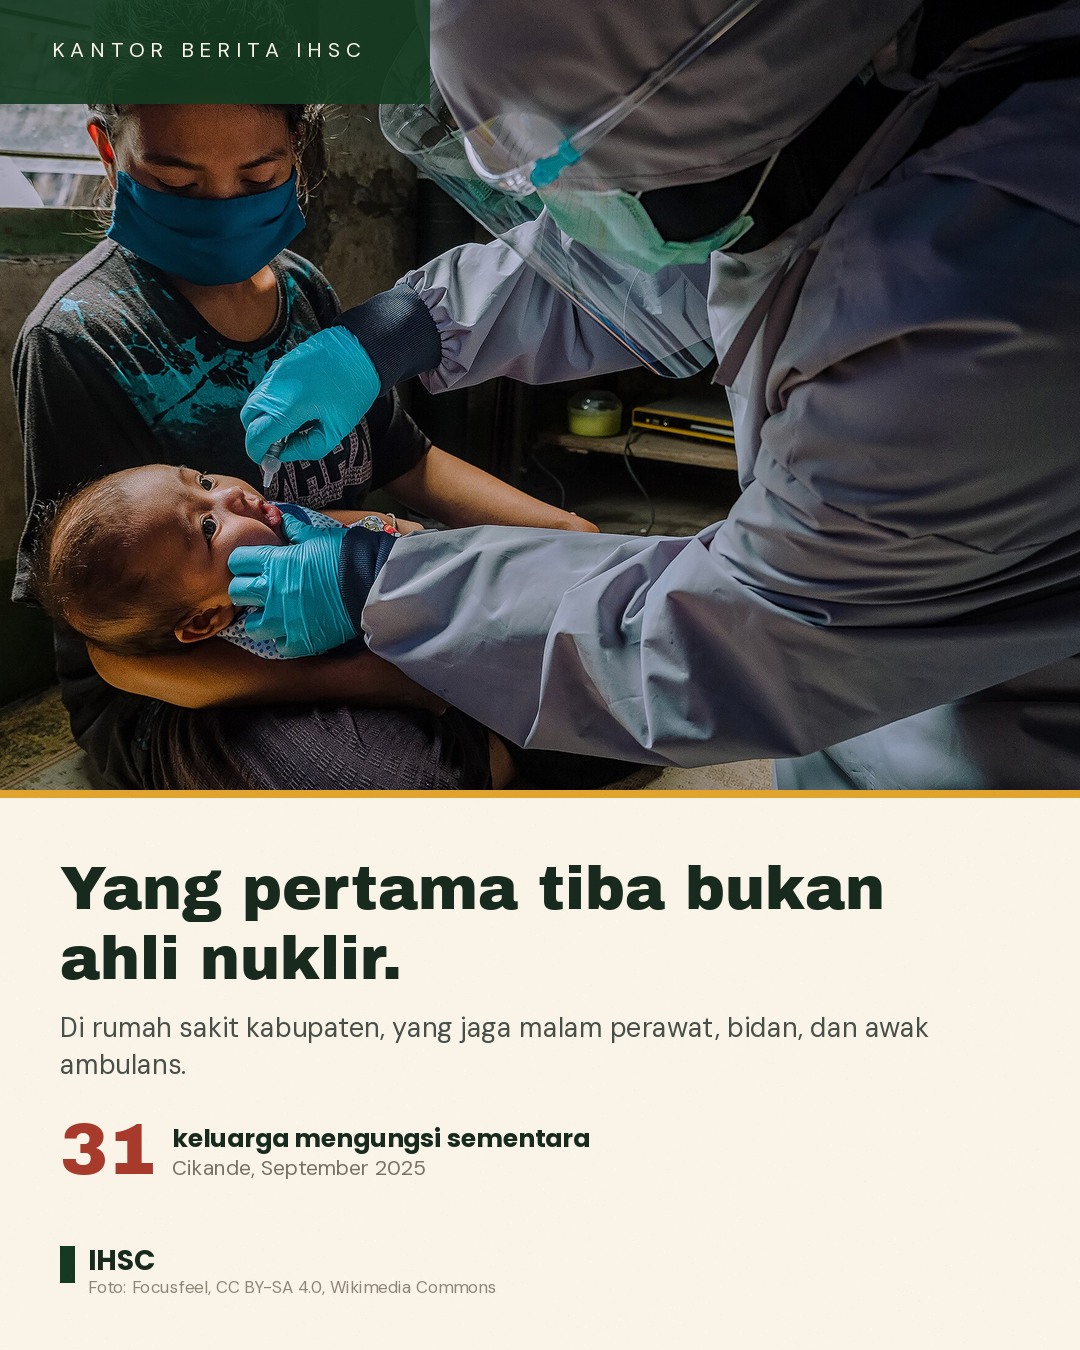 KANTOR BERITA IHSC
Yang pertama tiba bukan
ahli nuklir.
Di rumah sakit kabupaten, yang jaga malam perawat, bidan, dan awak
ambulans.
31
keluarga mengungsi sementara
Cikande, September 2025
IHSC
Foto: Focusfeel, CC BY-SA 4.0, Wikimedia Commons